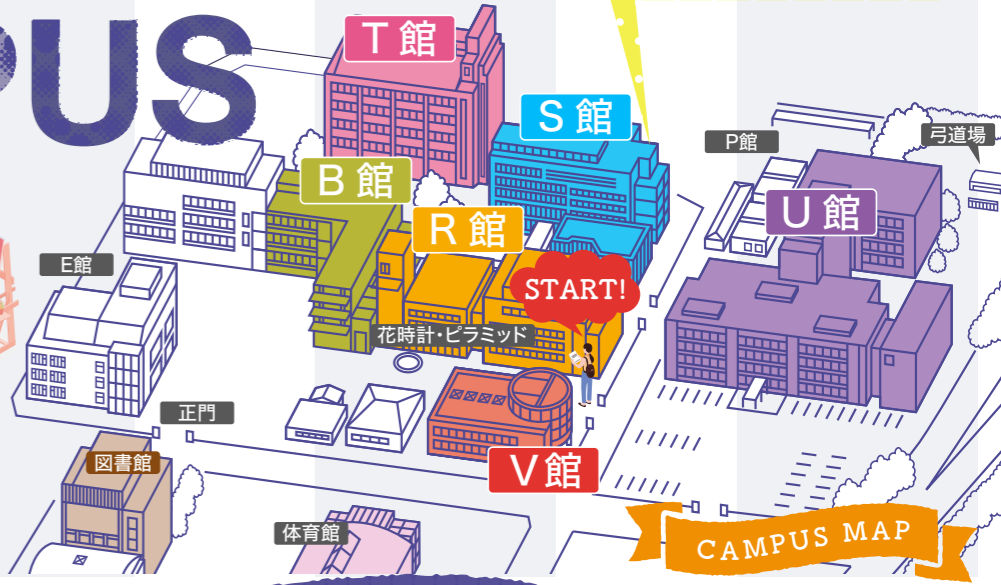 PUS
T館
S館
P館
弓道場
B館
U館
R館
E館
START!
花時計・ピラミッド
正門
図書館
V館
体育館
CAMPUS MAP